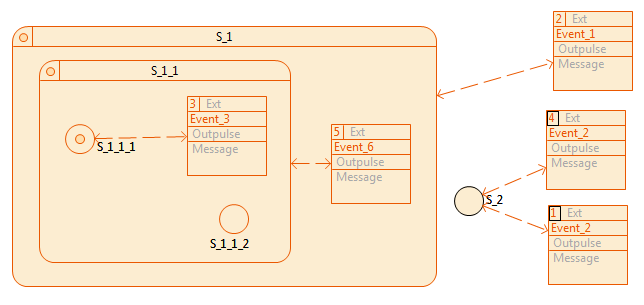 S_1
2 Ext
Event_1
Outpulse
Message
S_1_1
3 Ext
Event_3
Outpulse
Message
S_1_1_1
5 Ext
Event_6
Outpulse
Message
4 Ext
Event_2
Outpulse
Message
S_2
S_1_1_2
1 Ext
Event_2
Outpulse
Message